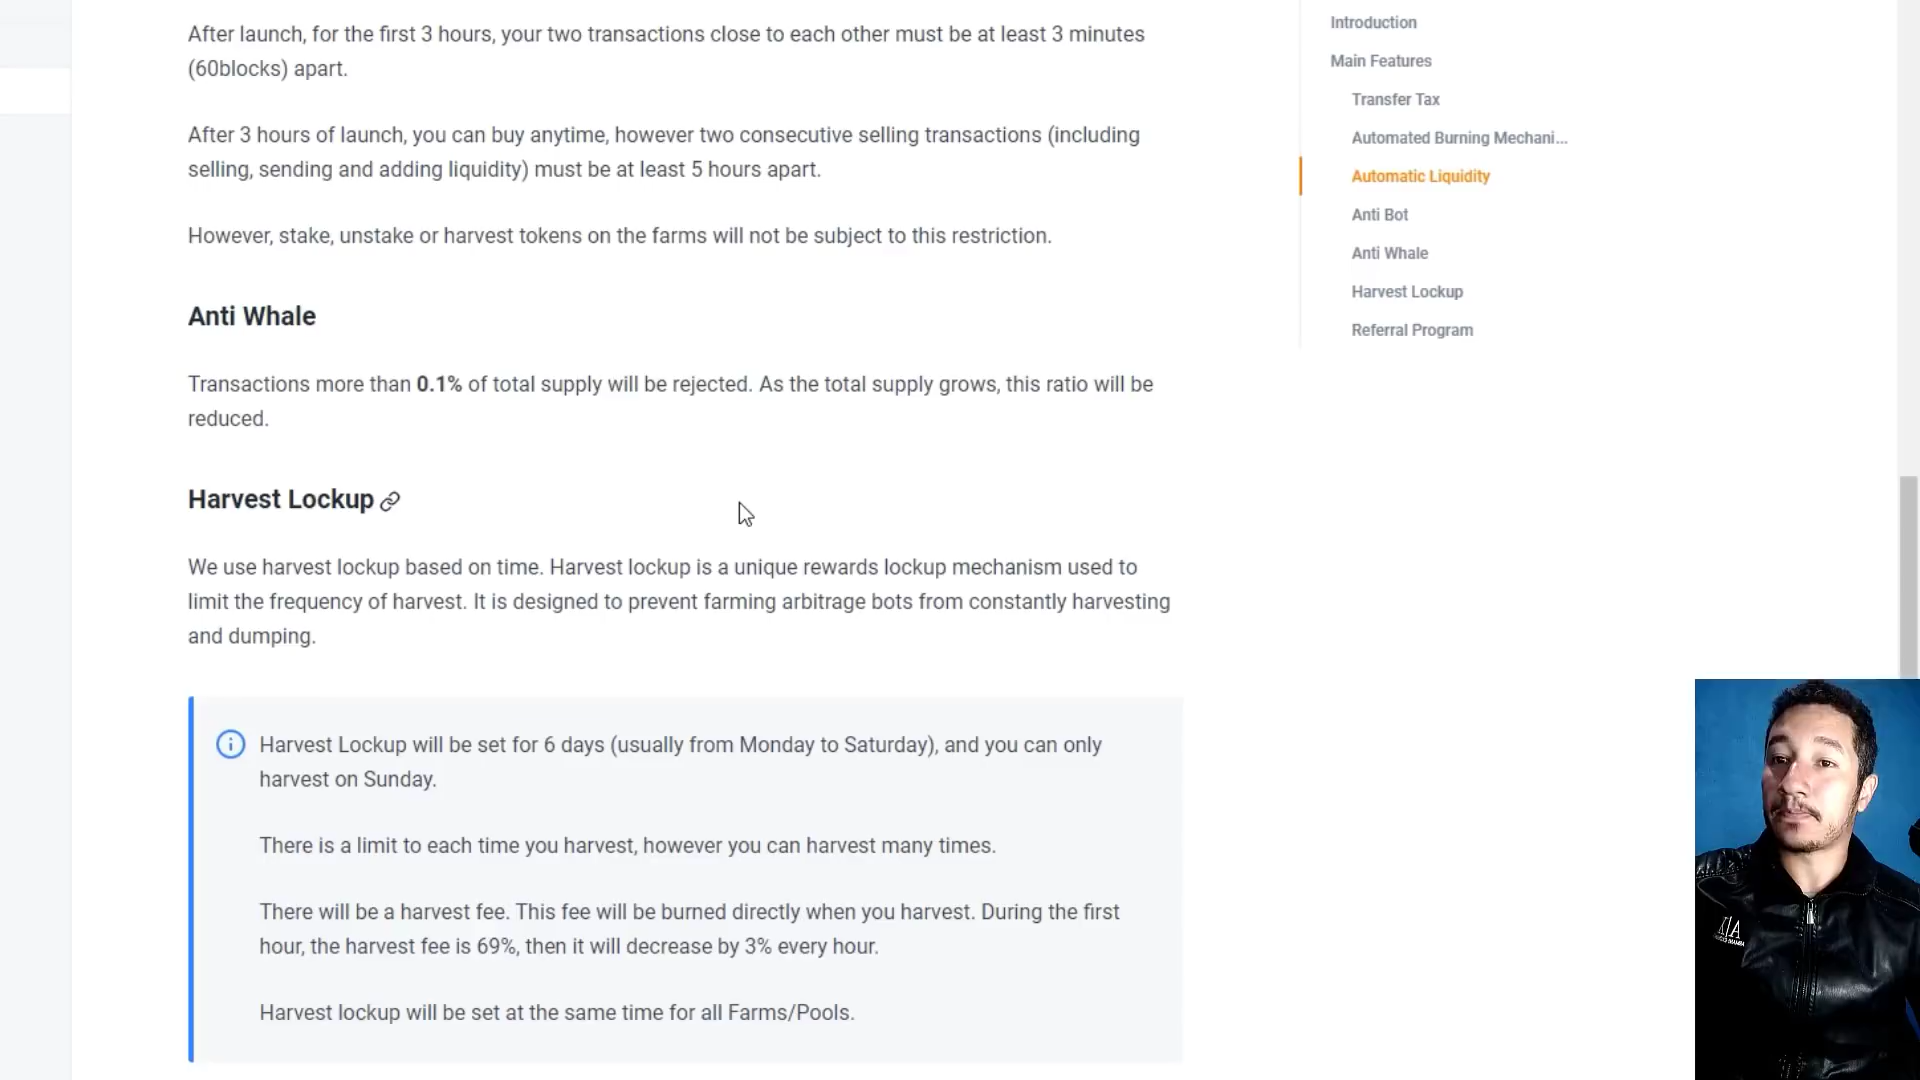 After launch, for the first 3 hours, your two transactions close to each other must be at least 3 minutes
(60blocks) apart.
After 3 hours of launch, you can buy anytime, however two consecutive selling transactions (including
selling, sending and adding liquidity) must be at least 5 hours apart.
However, stake, unstake or harvest tokens on the farms will not be subject to this restriction.
Anti Whale
Transactions more than 0.1% of total supply will be rejected. As the total supply grows, this ratio will be
reduced.
Harvest Lockup
We use harvest lockup based on time. Harvest lockup is a unique rewards lockup mechanism used to
limit the frequency of harvest. It is designed to prevent farming arbitrage bots from constantly harvesting
and dumping.
Harvest Lockup will be set for 6 days (usually from Monday to Saturday), and you can only
harvest on Sunday.
There is a limit to each time you harvest, however you can harvest many times.
There will be a harvest fee. This fee will be burned directly when you harvest. During the first
hour, the harvest fee is 69%, then it will decrease by 3% every hour.
Harvest lockup will be set at the same time for all Farms/Pools.
Introduction
Main Features
Transfer Tax
Automated Burning Mechani...
Automatic Liquidity
Anti Bot
Anti Whale
Harvest Lockup
Referral Program